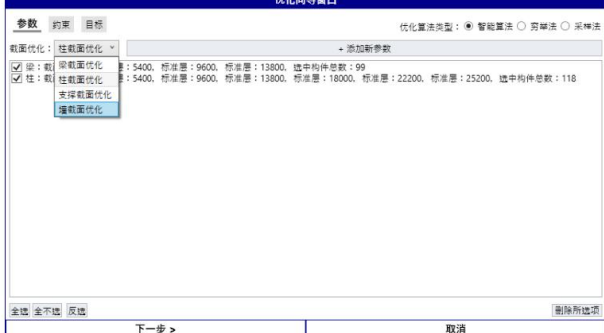 优化向导窗口
参数 约束 目标 优化算法类型： 智能算法 穷举法 采样法
截面优化： 柱截面优化 + 添加新参数
梁：截 ：5400, 标准层：9600, 标准层：13800, 选中构件总数：99
柱：截 ：5400, 标准层：9600, 标准层：13800, 标准层：18000, 标准层：22200, 标准层：25200, 选中构件总数：118
梁截面优化
柱截面优化
支撑截面优化
墙截面优化
全选 全不选 反选 删除所选项
下一步 > 取消